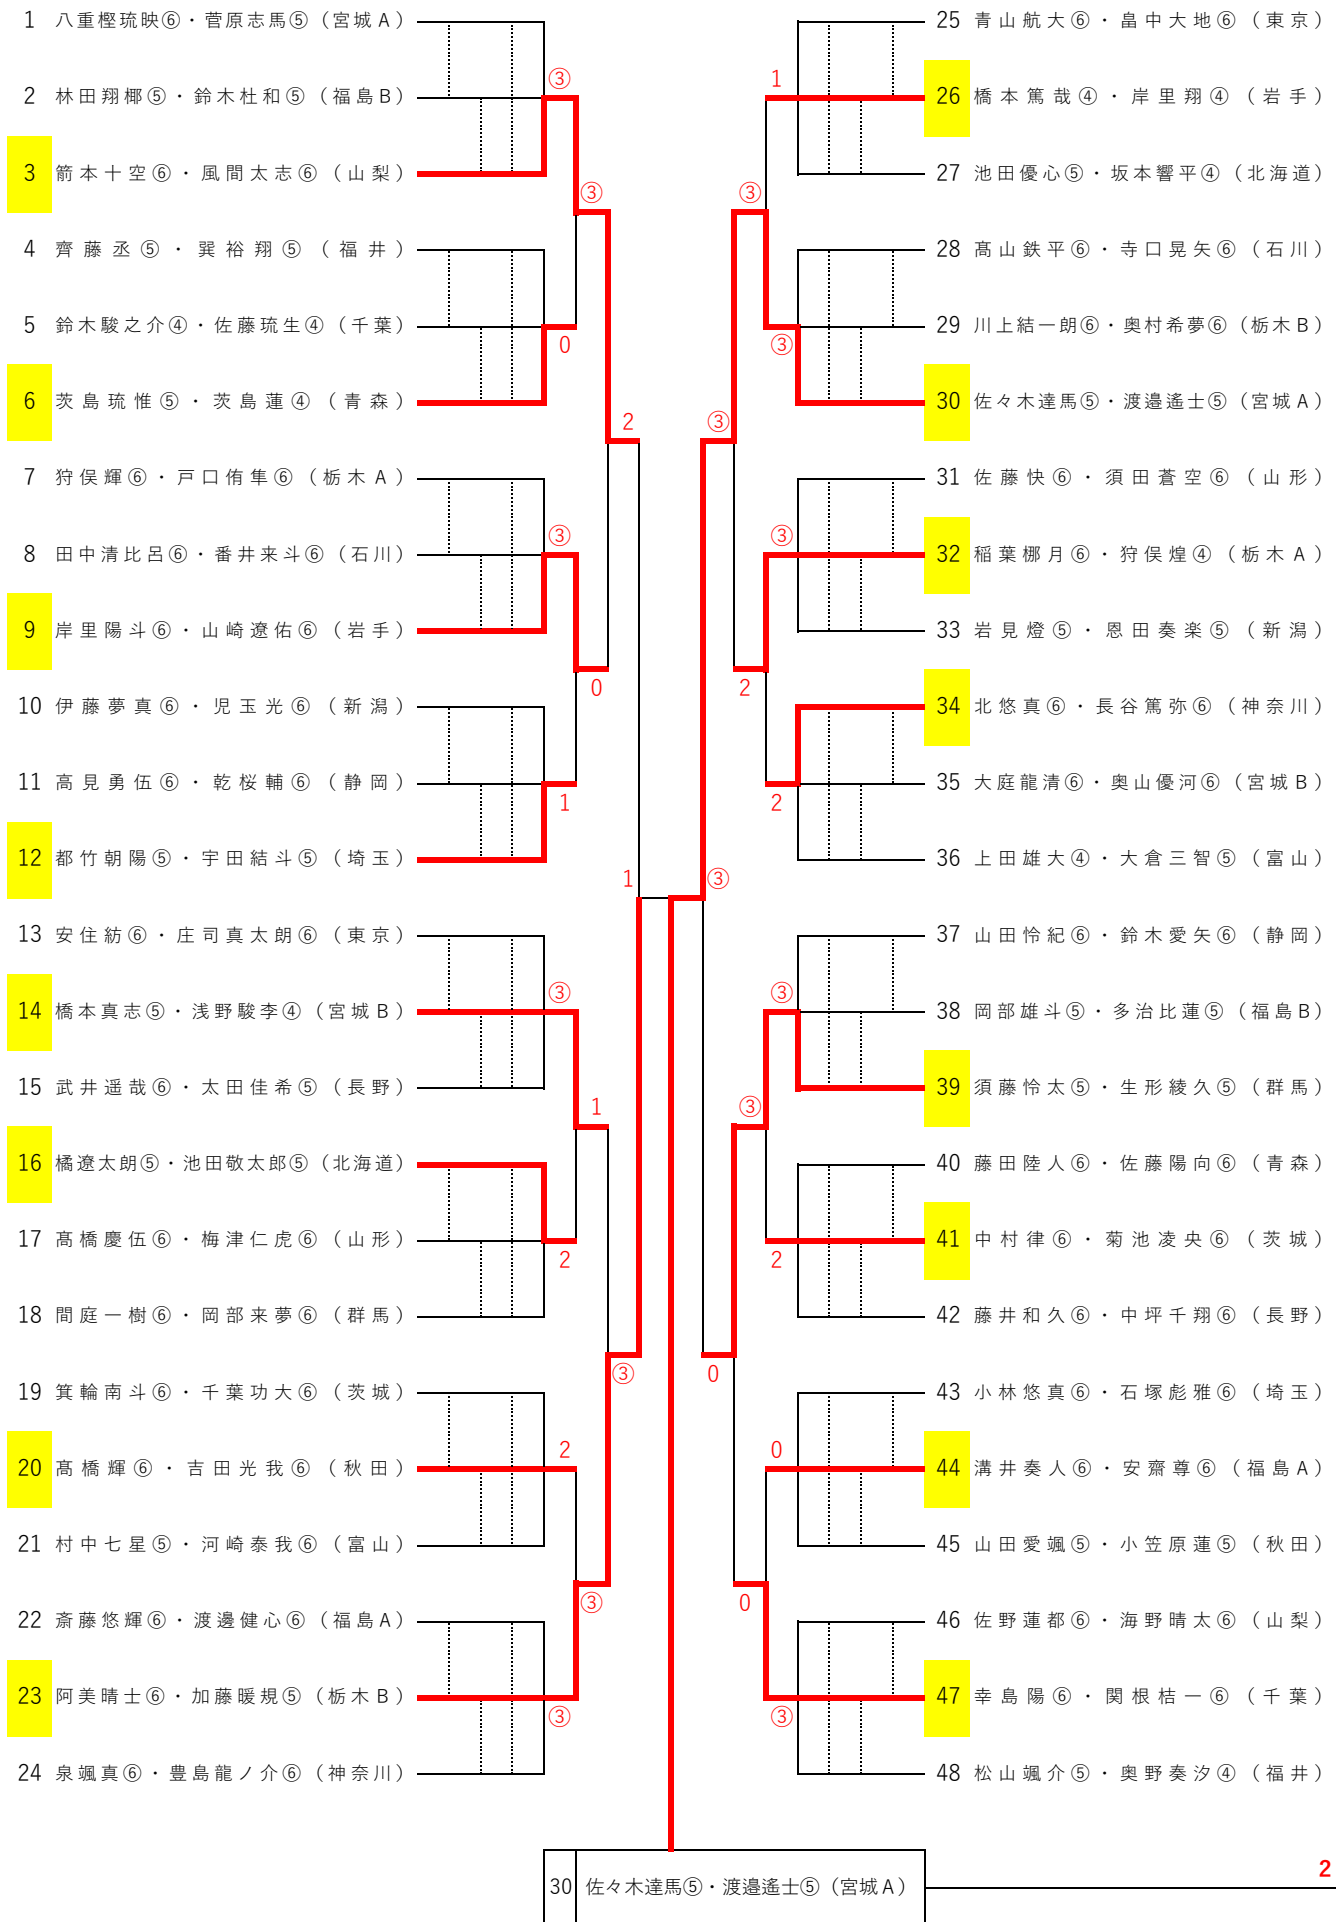 1 八重樫琉映⑥・菅原志馬⑤（宮城A）
2 林田翔椰⑤・鈴木杜和⑤（福島B）
③
3 箭本十空⑥・風間太志⑥（山梨）
③
4 齊藤丞⑤・巽裕翔⑤（福井）
5 鈴木駿之介④・佐藤琉生④（千葉）
0
6 茨島琉惟⑤・茨島蓮④（青森）
2
7 狩俣輝⑥・戸口侑隼⑥（栃木A）
8 田中清比呂⑥・番井来斗⑥（石川）
③
9 岸里陽斗⑥・山崎遼佑⑥（岩手）
0
10 伊藤夢真⑥・児玉光⑥（新潟）
11 高見勇伍⑥・乾桜輔⑥（静岡）
1
12 都竹朝陽⑤・宇田結斗⑤（埼玉）
1
13 安住紡⑥・庄司真太朗⑥（東京）
14 橋本真志⑤・浅野駿李④（宮城B）
③
15 武井遥哉⑥・太田佳希⑤（長野）
1
16 橘遼太朗⑤・池田敬太郎⑤（北海道）
17 髙橋慶伍⑥・梅津仁虎⑥（山形）
2
18 間庭一樹⑥・岡部来夢⑥（群馬）
③
19 箕輪南斗⑥・千葉功大⑥（茨城）
20 髙橋輝⑥・吉田光我⑥（秋田）
2
21 村中七星⑤・河崎泰我⑥（富山）
③
22 斎藤悠輝⑥・渡邊健心⑥（福島A）
23 阿美晴士⑥・加藤暖規⑤（栃木B）
③
24 泉颯真⑥・豊島龍ノ介⑥（神奈川）
25 青山航大⑥・畠中大地⑥（東京）
1
26 橋本篤哉④・岸里翔④（岩手）
27 池田優心⑤・坂本響平④（北海道）
③
28 髙山鉄平⑥・寺口晃矢⑥（石川）
29 川上結一朗⑥・奥村希夢⑥（栃木B）
③
30 佐々木達馬⑤・渡邉遙士⑤（宮城A）
③
31 佐藤快⑥・須田蒼空⑥（山形）
③
32 稲葉梛月⑥・狩俣煌④（栃木A）
33 岩見燈⑤・恩田奏楽⑤（新潟）
2
34 北悠真⑥・長谷篤弥⑥（神奈川）
35 大庭龍清⑥・奥山優河⑥（宮城B）
2
36 上田雄大④・大倉三智⑤（富山）
③
37 山田怜紀⑥・鈴木愛矢⑥（静岡）
③
38 岡部雄斗⑤・多治比蓮⑤（福島B）
39 須藤怜太⑤・生形綾久⑤（群馬）
③
40 藤田陸人⑥・佐藤陽向⑥（青森）
41 中村律⑥・菊池凌央⑥（茨城）
2
42 藤井和久⑥・中坪千翔⑥（長野）
0
43 小林悠真⑥・石塚彪雅⑥（埼玉）
0
44 溝井奏人⑥・安齋尊⑥（福島A）
45 山田愛颯⑤・小笠原蓮⑤（秋田）
0
46 佐野蓮都⑥・海野晴太⑥（山梨）
47 幸島陽⑥・関根桔一⑥（千葉）
③
48 松山颯介⑤・奥野奏汐④（福井）
30 佐々木達馬⑤・渡邉遙士⑤（宮城A）
2